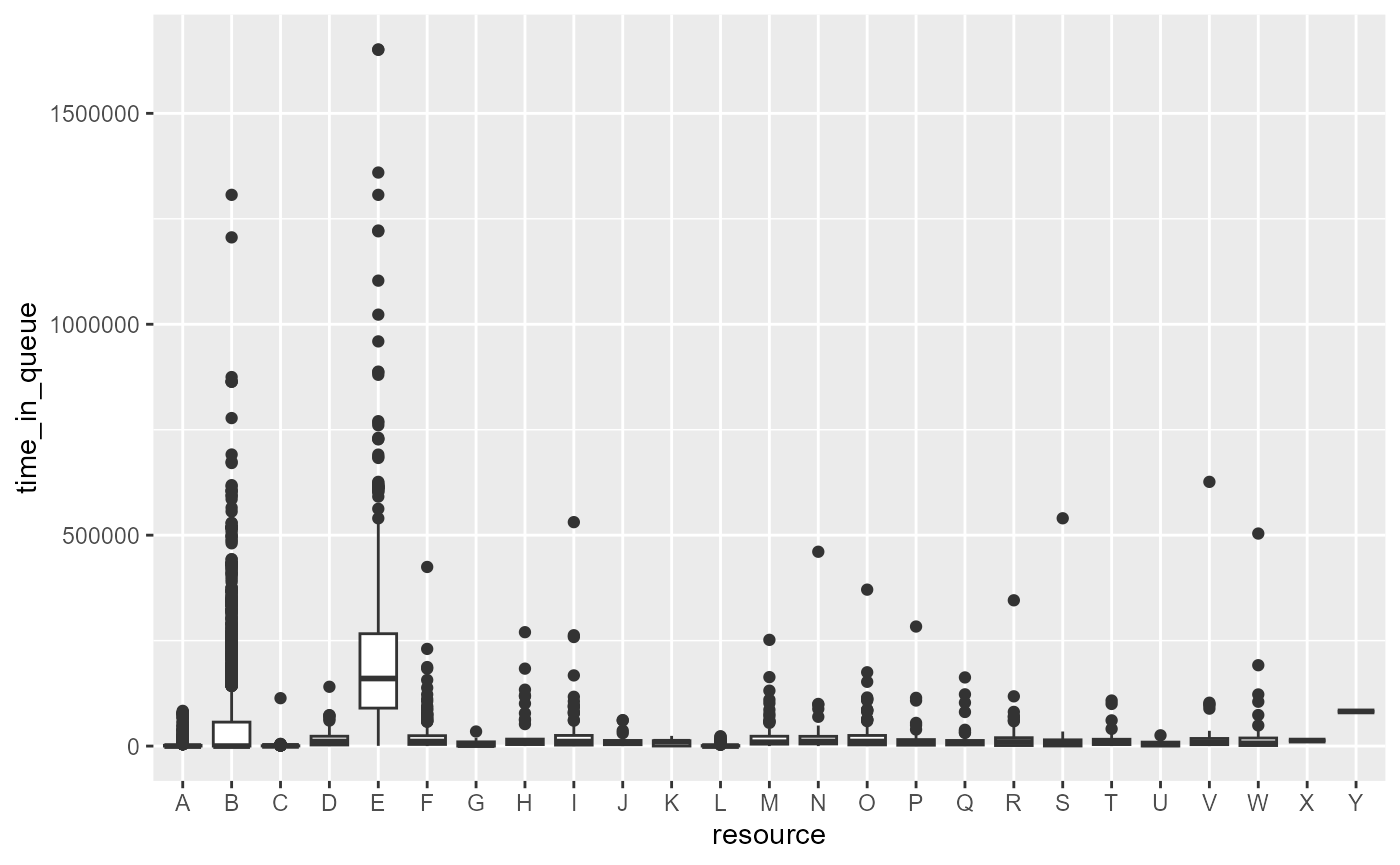 time_in_queue
1500000
1000000
500000
0
A B C D E F G H I J K L M N O P Q R S T U V W X Y
resource